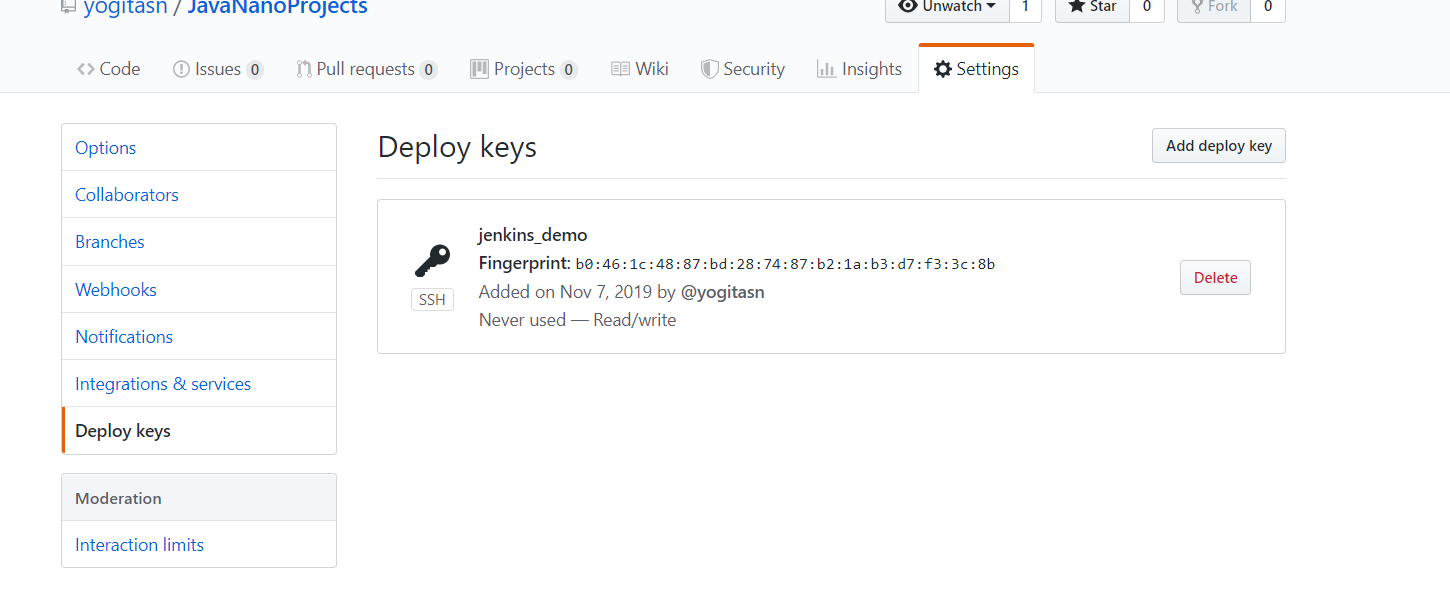 yogitasn / JavaNanoProjects
Unwatch 1 Star 0 Fork 0
Code Issues 0 Pull requests 0 Projects 0 Wiki Security Insights Settings
Options
Collaborators
Branches
Webhooks
Notifications
Integrations & services
Deploy keys
Moderation
Interaction limits
Deploy keys
Add deploy key
SSH
jenkins_demo
Fingerprint: b0:46:1c:48:87:bd:28:74:87:b2:1a:b3:d7:f3:3c:8b
Added on Nov 7, 2019 by @yogitasn
Never used — Read/write
Delete